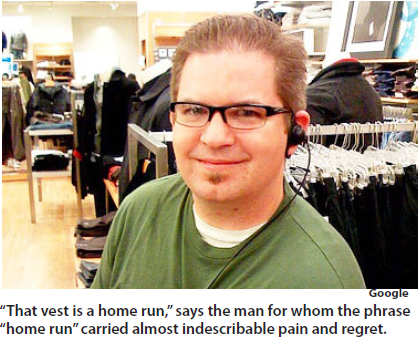 Google
“That vest is a home run,” says the man for whom the phrase
“home run” carried almost indescribable pain and regret.